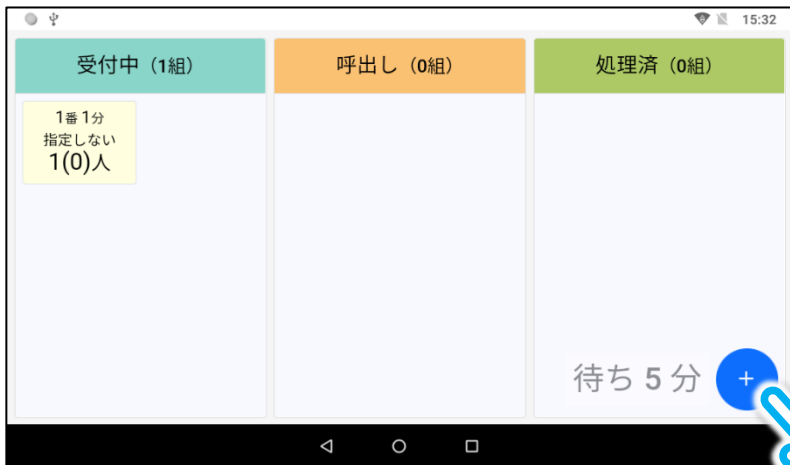 15:32
受付中（1組）
呼出し（0組）
処理済（0組）
1番 1分
指定しない
1(0)人
待ち 5 分
+